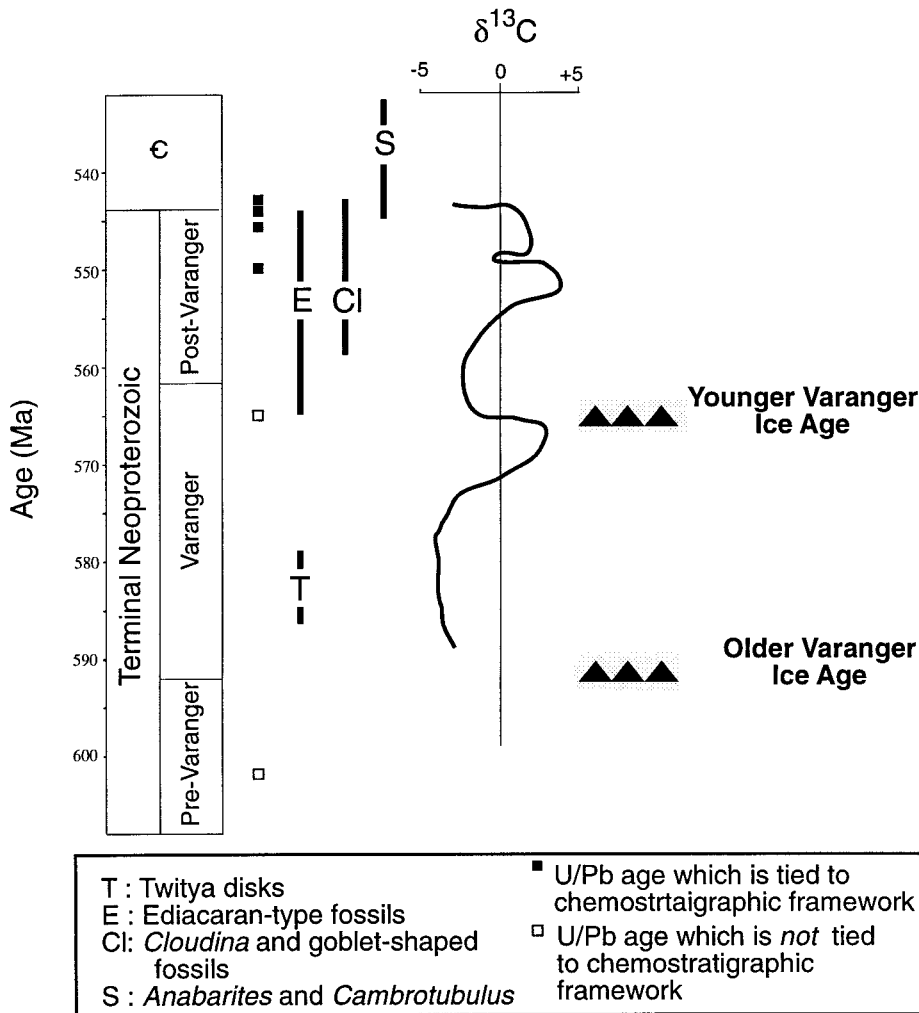 δ¹³C
-5 0 +5
Є
S
540
550
E Cl
Post-Varanger
560
Younger Varanger
Ice Age
570
Age (Ma)
Terminal Neoproterozoic
Varanger
580
T
590
Older Varanger
Ice Age
600
Pre-Varanger
T : Twitya disks
E : Ediacaran-type fossils
Cl: Cloudina and goblet-shaped
fossils
S : Anabarites and Cambrotubulus
U/Pb age which is tied to
chemostrtaigraphic framework
U/Pb age which is not tied
to chemostratigraphic
framework